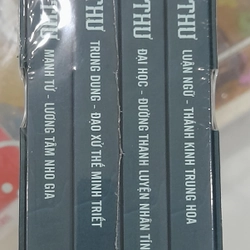 THƯ
MẠNH TỬ - LƯƠNG TÂM NHO GIA
THƯ
TRUNG DUNG - ĐẠO XỬ THẾ MINH TRIẾT
THƯ
ĐẠI HỌC - ĐƯỜNG THANH LUYỆN NHÂN TÍN
THƯ
LUẬN NGỮ - THÁNH KINH TRUNG HOA